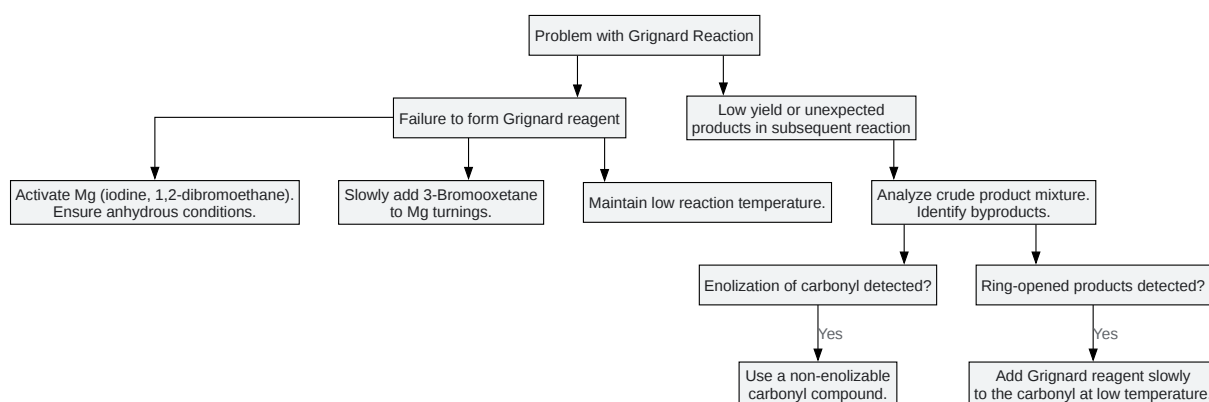 Problem with Grignard Reaction
Failure to form Grignard reagent
Low yield or unexpected
products in subsequent reaction
Activate Mg (iodine, 1,2-dibromoethane).
Ensure anhydrous conditions.
Slowly add 3-Bromooxetane
to Mg turnings.
Maintain low reaction temperature.
Analyze crude product mixture.
Identify byproducts.
Enolization of carbonyl detected?
Ring-opened products detected?
Yes
Yes
Use a non-enolizable
carbonyl compound.
Add Grignard reagent slowly
to the carbonyl at low temperature